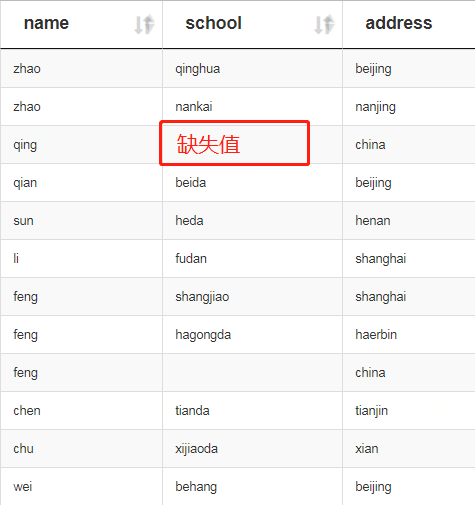 name school address
zhao qinghua beijing
zhao nankai nanjing
qing 缺失值 china
qian beida beijing
sun heda henan
li fudan shanghai
feng shangjiao shanghai
feng hagongda haerbin
feng china
chen tianda tianjin
chu xijiaoda xian
wei behang beijing